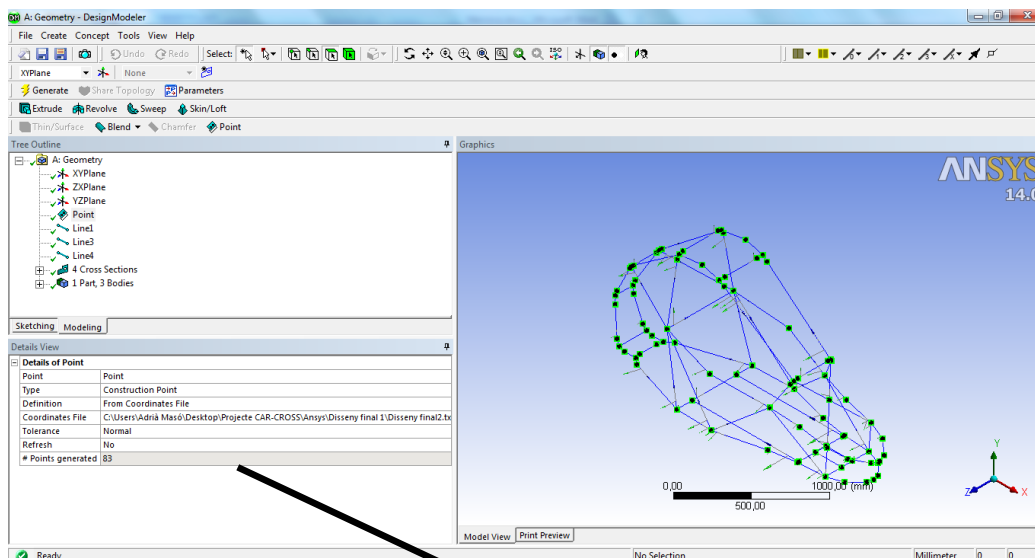 A: Geometry - DesignModeler
File Create Concept Tools View Help
Undo Redo Select: ISO
XYPlane None
Generate Share Topology Parameters
Extrude Revolve Sweep Skin/Loft
Thin/Surface Blend Chamfer Point
Tree Outline
A: Geometry
XYPlane
ZXPlane
YZPlane
Point
Line1
Line3
Line4
4 Cross Sections
1 Part, 3 Bodies
Sketching Modeling
Details View
Details of Point
Point Point
Type Construction Point
Definition From Coordinates File
Coordinates File C:\Users\Adrià Masó\Desktop\Projecte CAR-CROSS\Ansys\Disseny final 1\Disseny final2.tx
Tolerance Normal
Refresh No
# Points generated 83
Graphics
ANSYS
14.0
0,00 1000,00 (mm)
500,00
Y
Z X
Model View Print Preview
Ready No Selection Millimeter 0 0